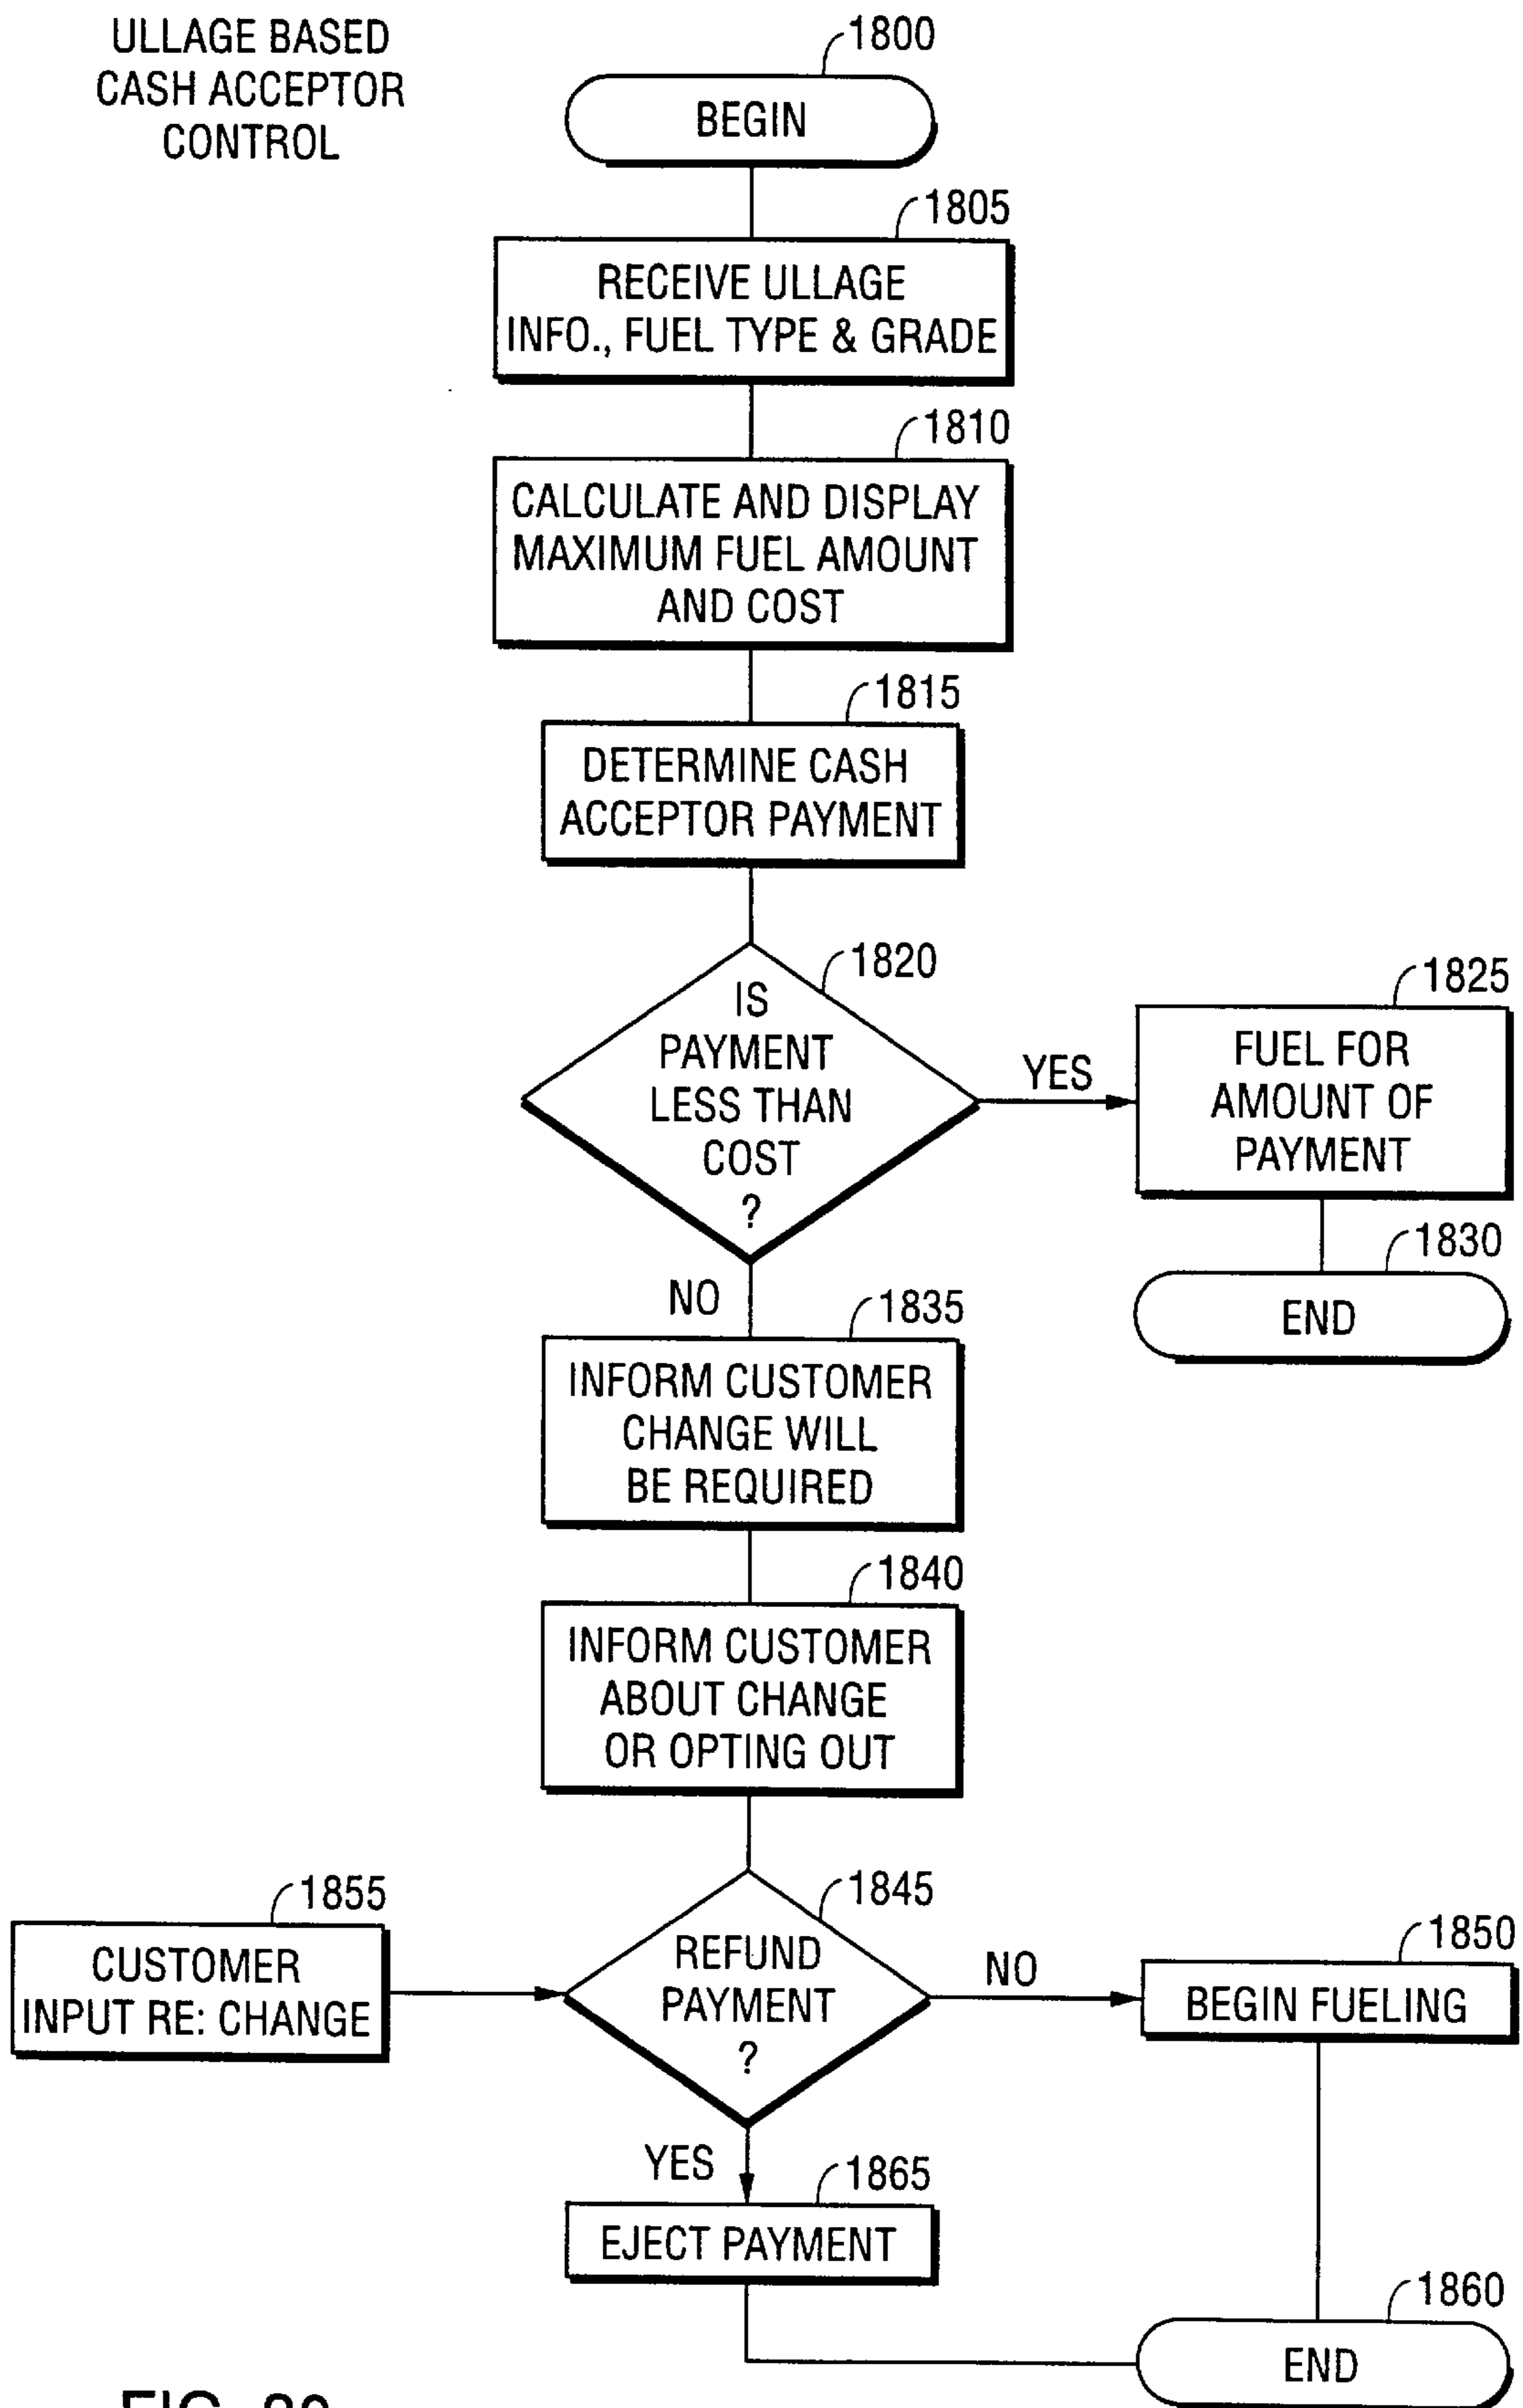 ULLAGE BASED
CASH ACCEPTOR
CONTROL
1800
BEGIN
1805
RECEIVE ULLAGE
INFO., FUEL TYPE & GRADE
1810
CALCULATE AND DISPLAY
MAXIMUM FUEL AMOUNT
AND COST
1815
DETERMINE CASH
ACCEPTOR PAYMENT
1820
IS
PAYMENT
LESS THAN
COST
?
YES
1825
FUEL FOR
AMOUNT OF
PAYMENT
1830
END
NO
1835
INFORM CUSTOMER
CHANGE WILL
BE REQUIRED
1840
INFORM CUSTOMER
ABOUT CHANGE
OR OPTING OUT
1855
CUSTOMER
INPUT RE: CHANGE
1845
REFUND
PAYMENT
?
NO
1850
BEGIN FUELING
YES
1865
EJECT PAYMENT
1860
END
FIG.